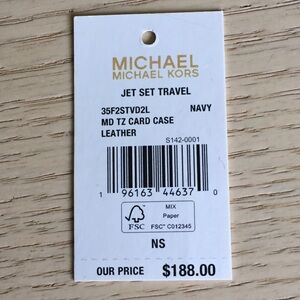 MICHAEL
MICHAEL KORS
JET SET TRAVEL
35F2STVD2L NAVY
MD TZ CARD CASE
LEATHER
S142-0001
1 96163 44637 0
MIX
Paper
FSC FSC™ C012345
NS
OUR PRICE $188.00